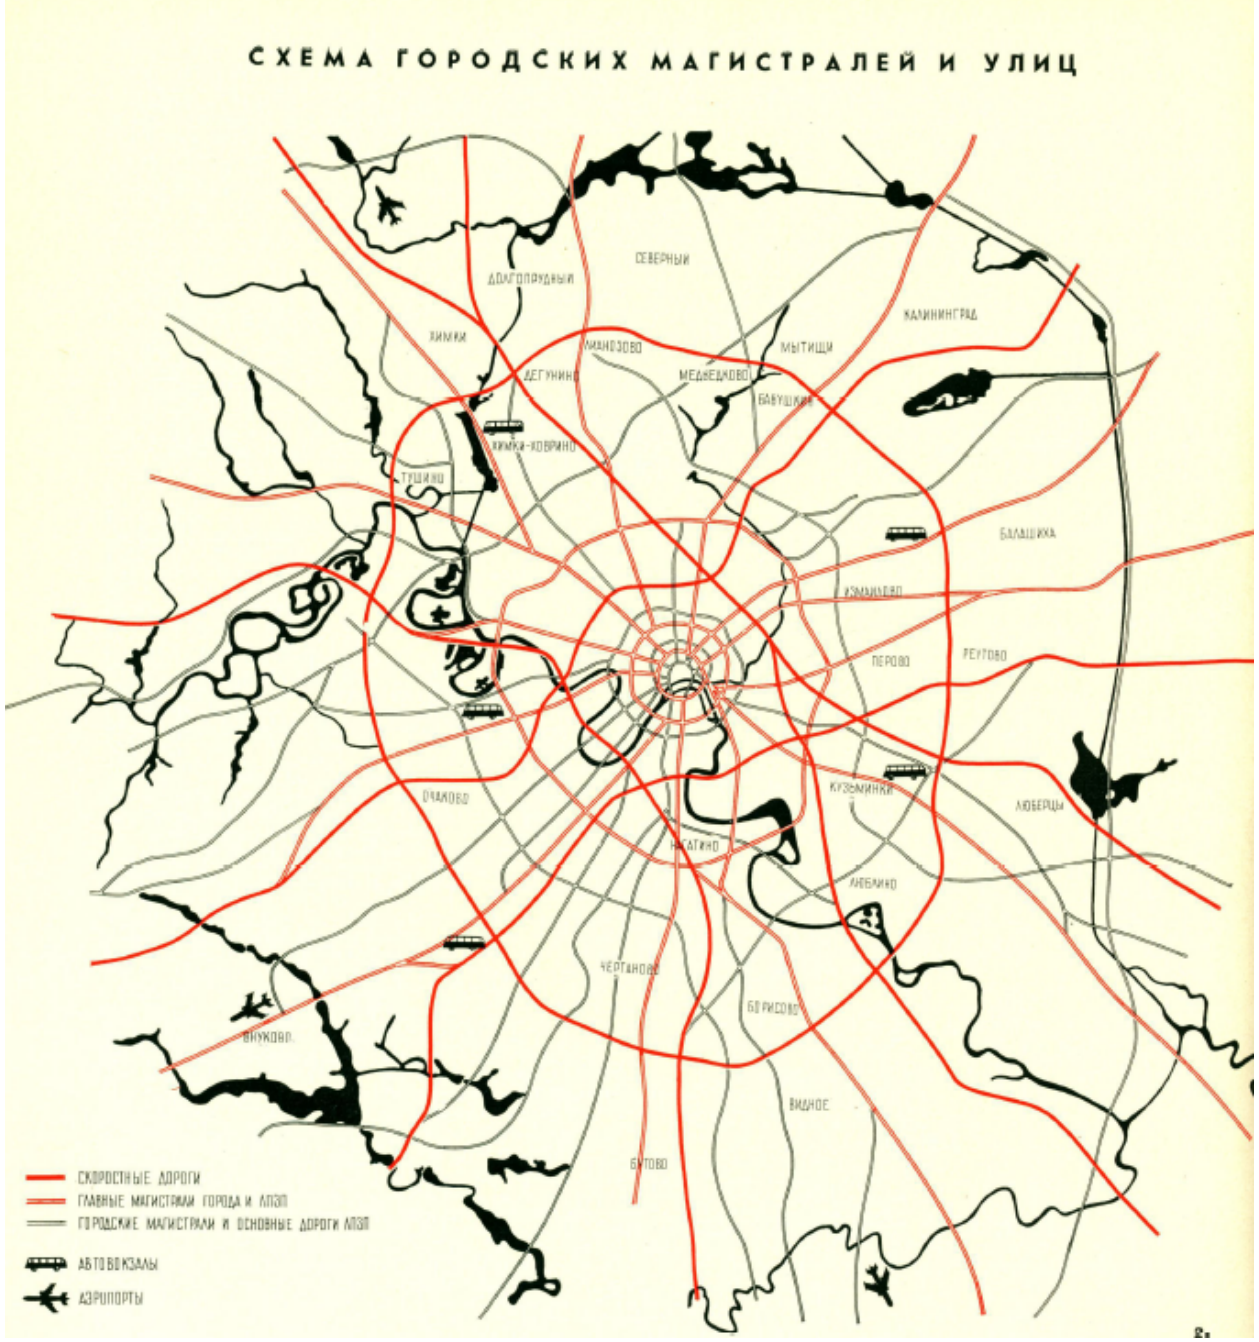 СХЕМА ГОРОДСКИХ МАГИСТРАЛЕЙ И УЛИЦ
СЕВЕРНЫЙ
ДОЛГОПРУДНЫЙ
КАЛИНИНГРАД
ХИМКИ
ЛИАНОЗОВО
МЫТИЩИ
ДЕГУНИНО
МЕДВЕДКОВО
БАБУШКИН
ХИМКИ-ХОВРИНО
ТУШИНО
БАЛАШИХА
ИЗМАИЛОВО
ПЕРОВО
РЕУТОВО
КУЗЬМИНКИ
ОЧАКОВО
ЛЮБЕРЦЫ
НАГАТИНО
ЛЮБЛИНО
ЧЕРТАНОВО
БОРИСОВО
ВНУКОВО
ВИДНОЕ
БУТОВО
СКОРОСТНЫЕ ДОРОГИ
ГЛАВНЫЕ МАГИСТРАЛИ ГОРОДА И ЛПЗП
ГОРОДСКИЕ МАГИСТРАЛИ И ОСНОВНЫЕ ДОРОГИ ЛПЗП
АВТОВОКЗАЛЫ
АЭРОПОРТЫ